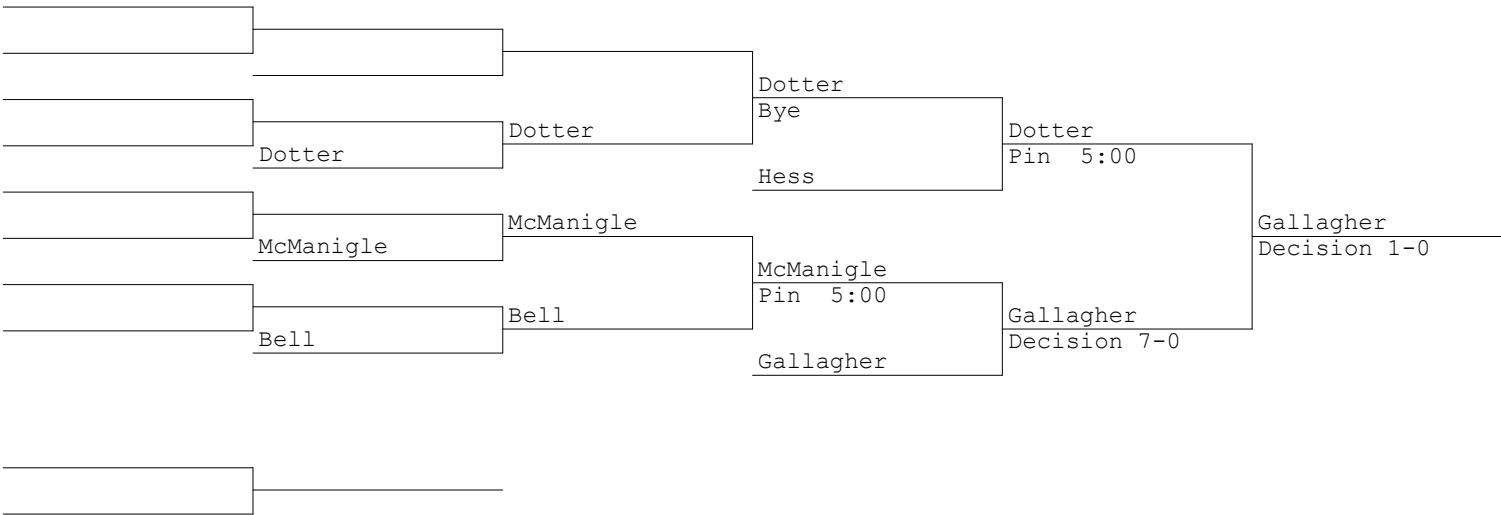 Dotter
Bye
Dotter
Dotter
Pin 5:00
Dotter
Hess
McManigle
Gallagher
Decision 1-0
McManigle
McManigle
Pin 5:00
Bell
Gallagher
Decision 7-0
Bell
Gallagher